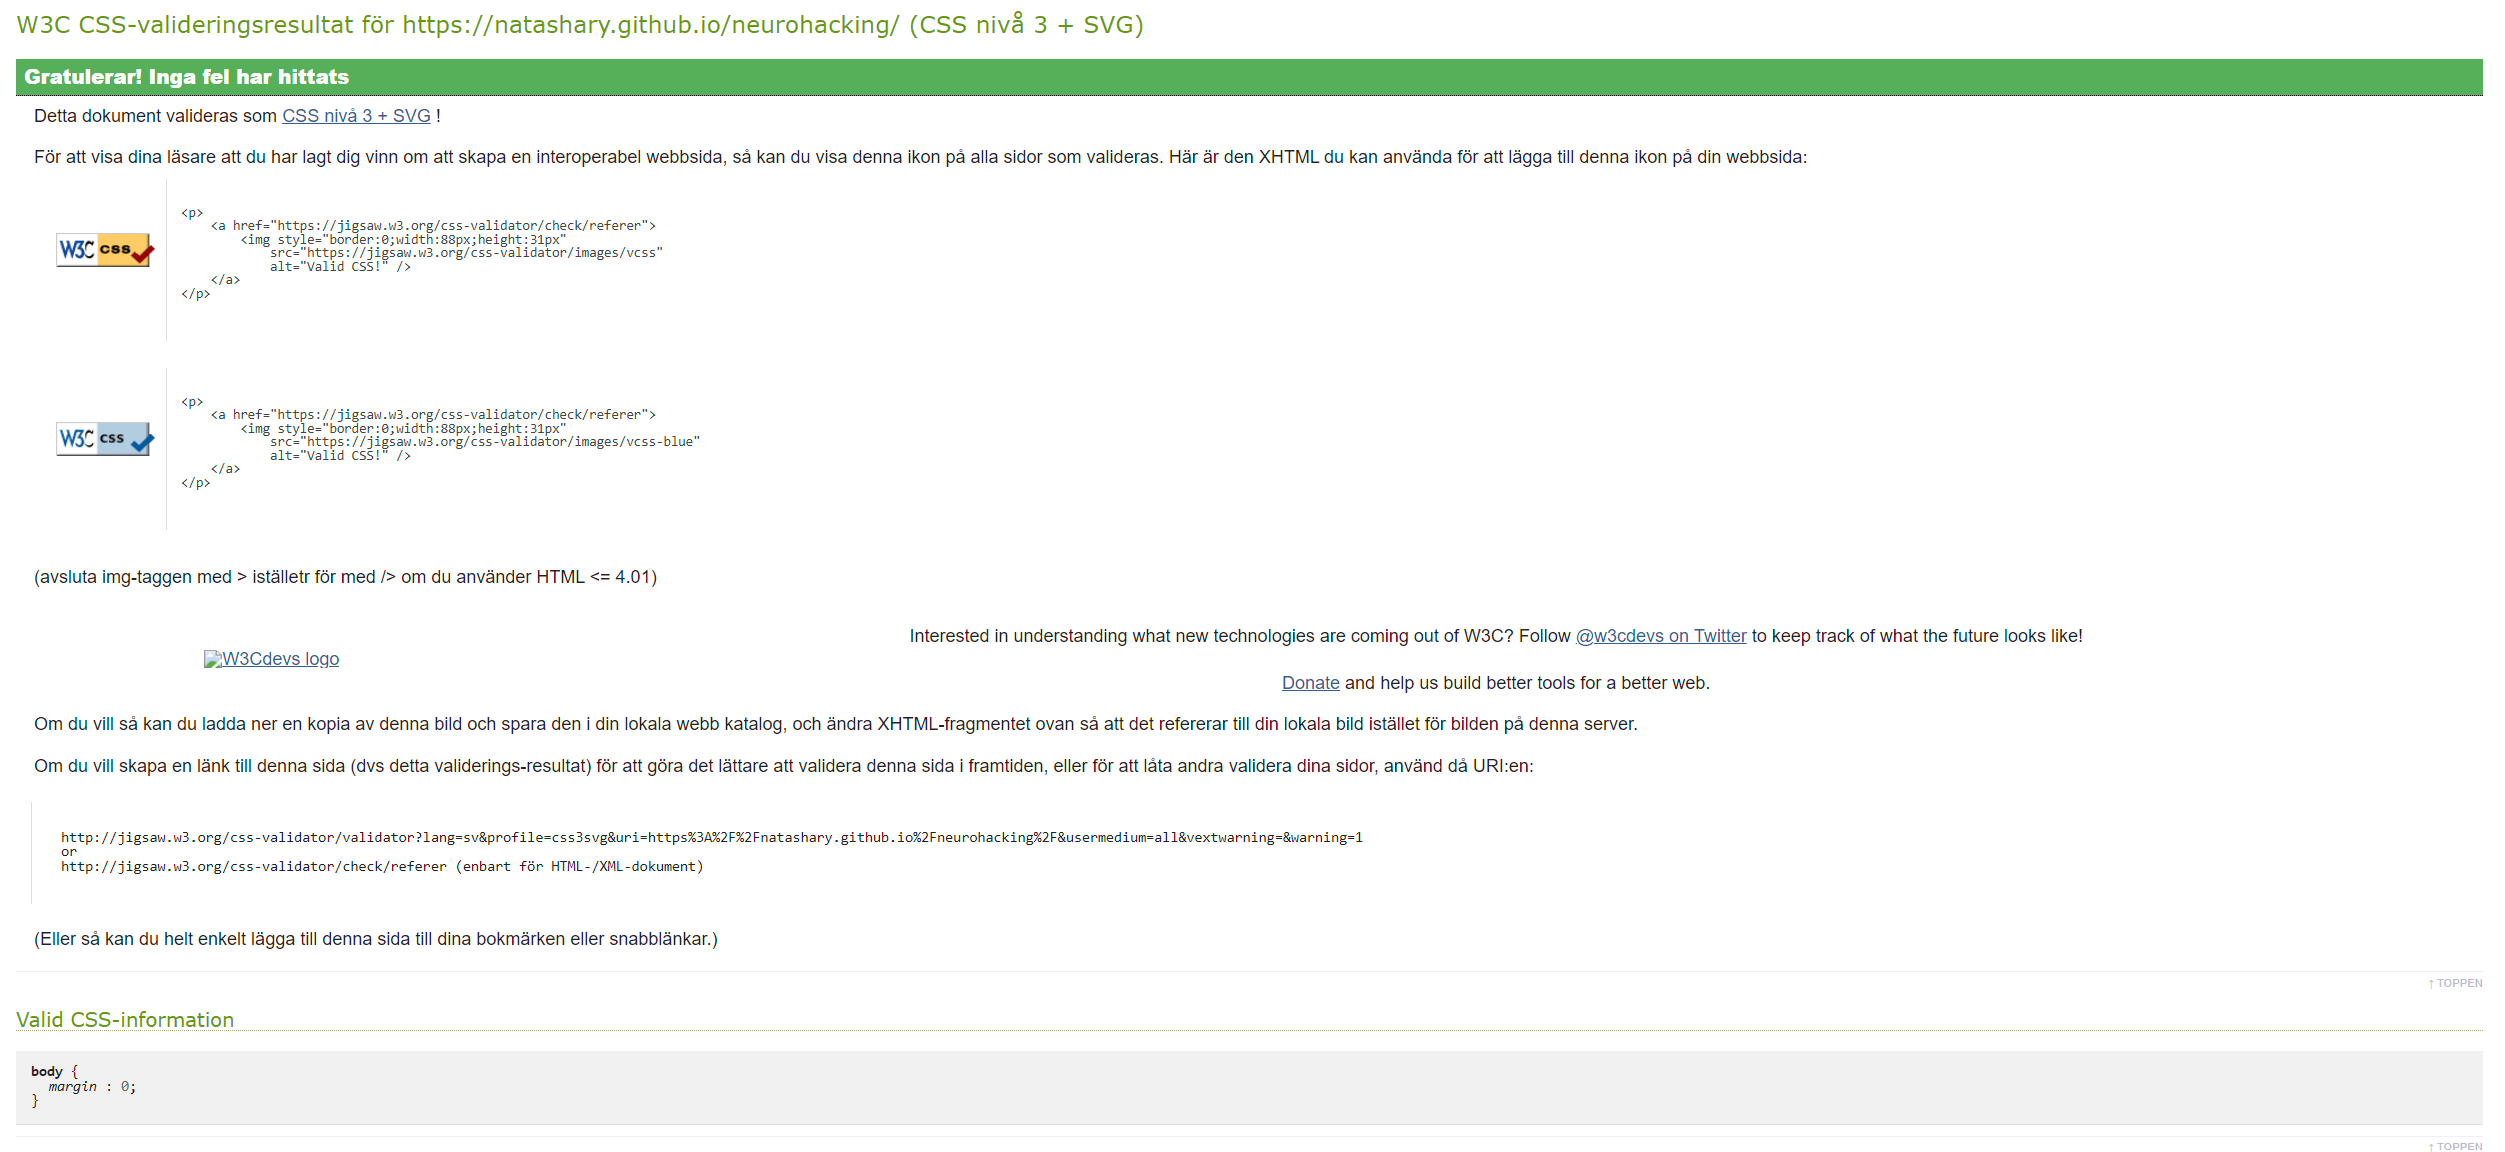 W3C CSS-valideringsresultat för https://natashary.github.io/neurohacking/ (CSS nivå 3 + SVG)
Gratulerar! Inga fel har hittats
Detta dokument valideras som CSS nivå 3 + SVG !
För att visa dina läsare att du har lagt dig vinn om att skapa en interoperabel webbsida, så kan du visa denna ikon på alla sidor som valideras. Här är den XHTML du kan använda för att lägga till denna ikon på din webbsida:
W3C css
<p>
<a href="https://jigsaw.w3.org/css-validator/check/referer">
<img style="border:0;width:88px;height:31px"
src="https://jigsaw.w3.org/css-validator/images/vcss"
alt="Valid CSS!" />
</a>
</p>
W3C css
<p>
<a href="https://jigsaw.w3.org/css-validator/check/referer">
<img style="border:0;width:88px;height:31px"
src="https://jigsaw.w3.org/css-validator/images/vcss-blue"
alt="Valid CSS!" />
</a>
</p>
(avsluta img-taggen med > iställetr för med /> om du använder HTML <= 4.01)
Interested in understanding what new technologies are coming out of W3C? Follow @w3cdevs on Twitter to keep track of what the future looks like!
W3Cdevs logo
Donate and help us build better tools for a better web.
Om du vill så kan du ladda ner en kopia av denna bild och spara den i din lokala webb katalog, och ändra XHTML-fragmentet ovan så att det refererar till din lokala bild istället för bilden på denna server.
Om du vill skapa en länk till denna sida (dvs detta validerings-resultat) för att göra det lättare att validera denna sida i framtiden, eller för att låta andra validera dina sidor, använd då URI:en:
http://jigsaw.w3.org/css-validator/validator?lang=sv&profile=css3svg&uri=https%3A%2F%2Fnatashary.github.io%2Fneurohacking%2F&usermedium=all&vextwarning=&warning=1
or
http://jigsaw.w3.org/css-validator/check/referer (enbart för HTML-/XML-dokument)
(Eller så kan du helt enkelt lägga till denna sida till dina bokmärken eller snabblänkar.)
↑ TOPPEN
Valid CSS-information
body {
margin : 0;
}
↑ TOPPEN